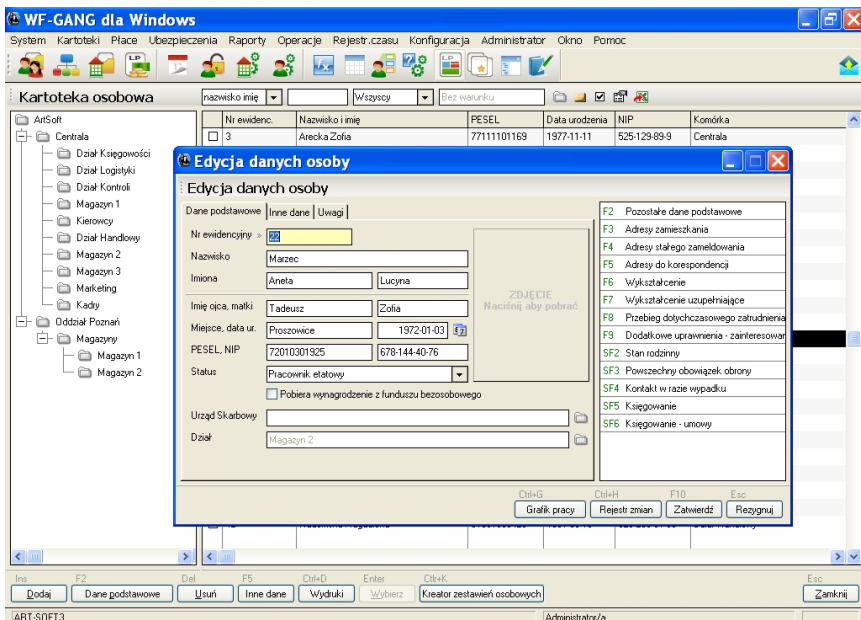 WF-GANG dla Windows
System Kartoteki Płace Ubezpieczenia Raporty Operacje Rejestr.czasu Konfiguracja Administrator Okno Pomoc
Kartoteka osobowa nazwisko imię Wszyscy Bez warunku
ArtSoft
Centrala
Dział Księgowości
Dział Logistyki
Dział Kontroli
Magazyn 1
Kierowcy
Dział Handlowy
Magazyn 2
Magazyn 3
Marketing
Kadry
Oddział Poznań
Magazyny
Magazyn 1
Magazyn 2
Nr ewidenc. Nazwisko i imię PESEL Data urodzenia NIP Komórka
3 Arecka Zofia 77111101169 1977-11-11 525-129-89-9 Centrala
Edycja danych osoby
Edycja danych osoby
Dane podstawowe Inne dane Uwagi
Nr ewidencyjny » 22
Nazwisko Marzec
Imiona Aneta Lucyna
Imię ojca, matki Tadeusz Zofia
Miejsce, data ur. Proszowice 1972-01-03
PESEL, NIP 72010301925 678-144-40-76
Status Pracownik etatowy
Pobiera wynagrodzenie z funduszu bezosobowego
Urząd Skarbowy
Dział Magazyn 2
ZDJĘCIE
Naciśnij aby pobrać
F2 Pozostałe dane podstawowe
F3 Adresy zamieszkania
F4 Adresy stałego zameldowania
F5 Adresy do korespondencji
F6 Wykształcenie
F7 Wykształcenie uzupełniające
F8 Przebieg dotychczasowego zatrudnienia
F9 Dodatkowe uprawnienia - zainteresowan
SF2 Stan rodzinny
SF3 Powszechny obowiązek obrony
SF4 Kontakt w razie wypadku
SF5 Księgowanie
SF6 Księgowanie - umowy
Ctrl+G Ctrl+H F10 Esc
Grafik pracy Rejestr zmian Zatwierdź Rezygnuj
Ins F2 Del F5 Ctrl+D Enter Ctlr+K Esc
Dodaj Dane podstawowe Usuń Inne dane Wydruki Wybierz Kreator zestawień osobowych Zamknij
ART-SOFT3 Administrator/a